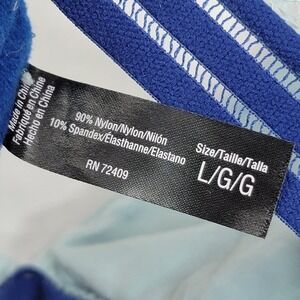 Made in China
Fabriqué en Chine
Hecho en China
90% Nylon/Nylon/Nilón
10% Spandex/Élasthanne/Elastano
RN 72409
Size/Taille/Talla
L/G/G